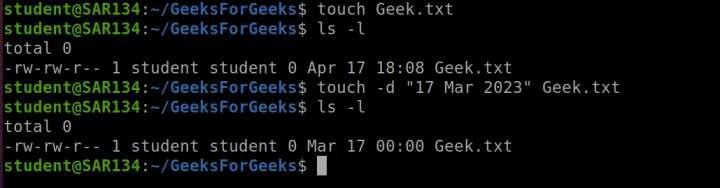 student@SAR134:~/GeeksForGeeks$ touch Geek.txt
student@SAR134:~/GeeksForGeeks$ ls -l
total 0
-rw-rw-r-- 1 student student 0 Apr 17 18:08 Geek.txt
student@SAR134:~/GeeksForGeeks$ touch -d "17 Mar 2023" Geek.txt
student@SAR134:~/GeeksForGeeks$ ls -l
total 0
-rw-rw-r-- 1 student student 0 Mar 17 00:00 Geek.txt
student@SAR134:~/GeeksForGeeks$